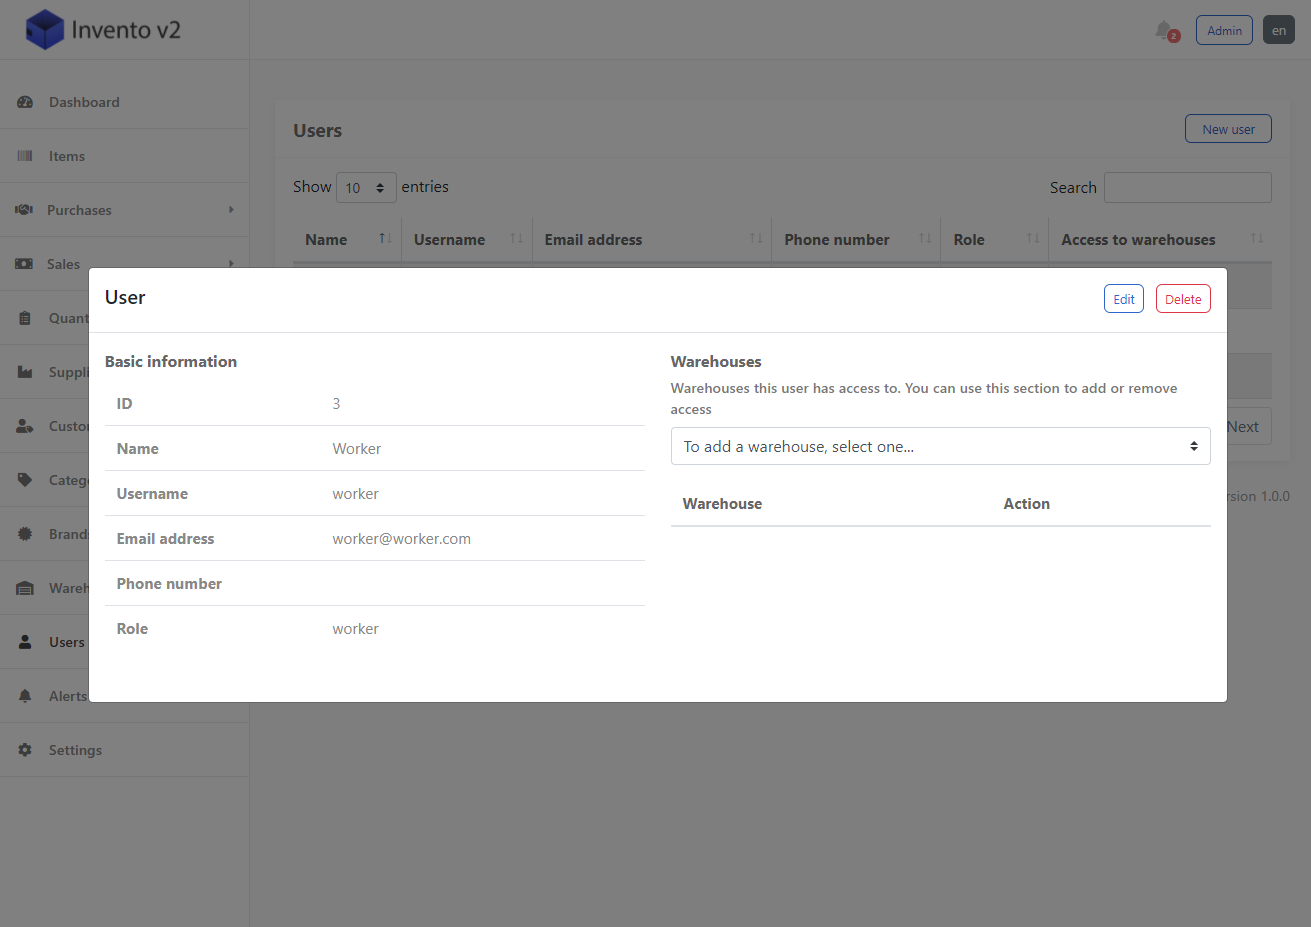 Invento v2
2
Admin
en
Dashboard
Items
Purchases
Sales
Quant
Suppli
Custo
Categ
Brands
Wareh
Users
Alerts
Settings
Users
New user
Show 10 entries
Search
Name Username Email address Phone number Role Access to warehouses
User
Edit Delete
Basic information
ID 3
Name Worker
Username worker
Email address worker@worker.com
Phone number
Role worker
Warehouses
Warehouses this user has access to. You can use this section to add or remove
access
To add a warehouse, select one...
Warehouse Action
Next
rsion 1.0.0